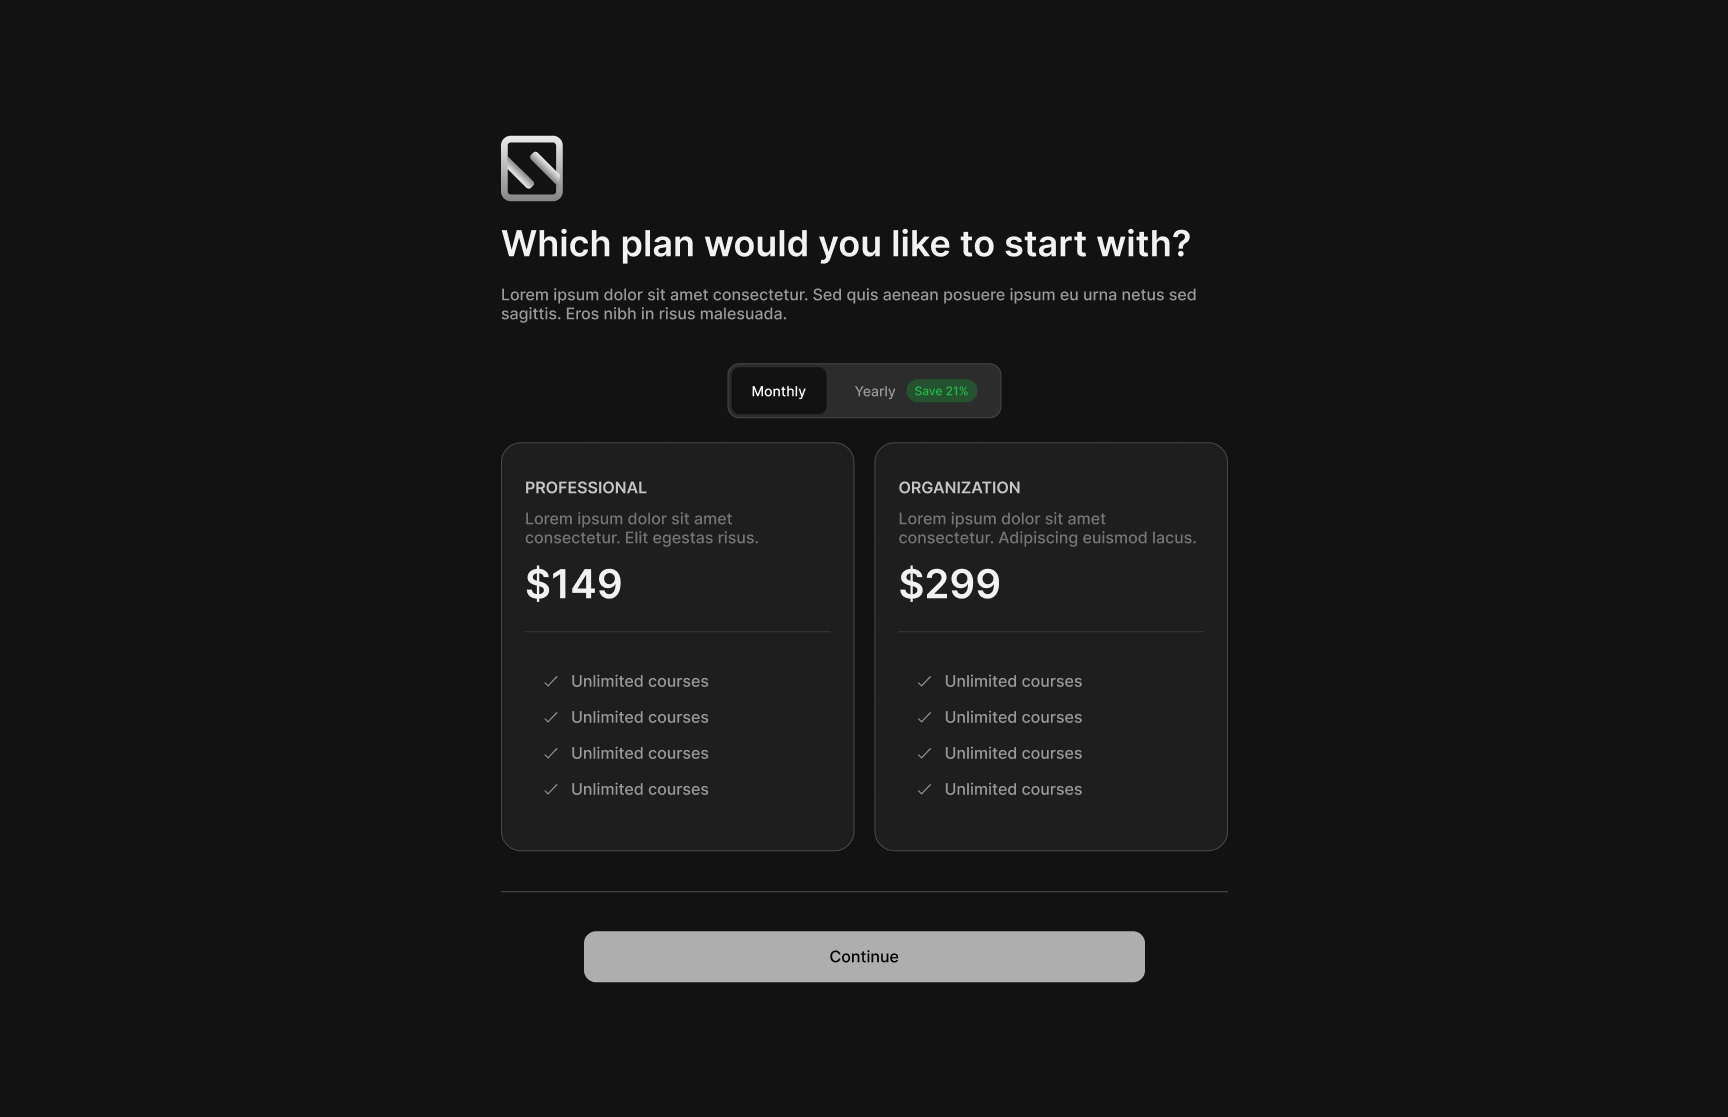 Which plan would you like to start with?
Lorem ipsum dolor sit amet consectetur. Sed quis aenean posuere ipsum eu urna netus sed
sagittis. Eros nibh in risus malesuada.
Monthly
Yearly
Save 21%
PROFESSIONAL
Lorem ipsum dolor sit amet
consectetur. Elit egestas risus.
$149
Unlimited courses
Unlimited courses
Unlimited courses
Unlimited courses
ORGANIZATION
Lorem ipsum dolor sit amet
consectetur. Adipiscing euismod lacus.
$299
Unlimited courses
Unlimited courses
Unlimited courses
Unlimited courses
Continue